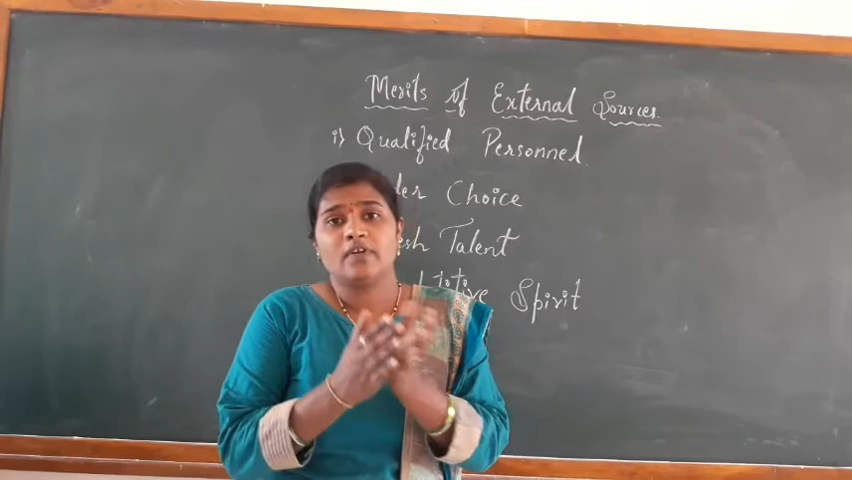 Merits of External Sources.
i) Qualified Personnel.
Choice
Talent
Spirit